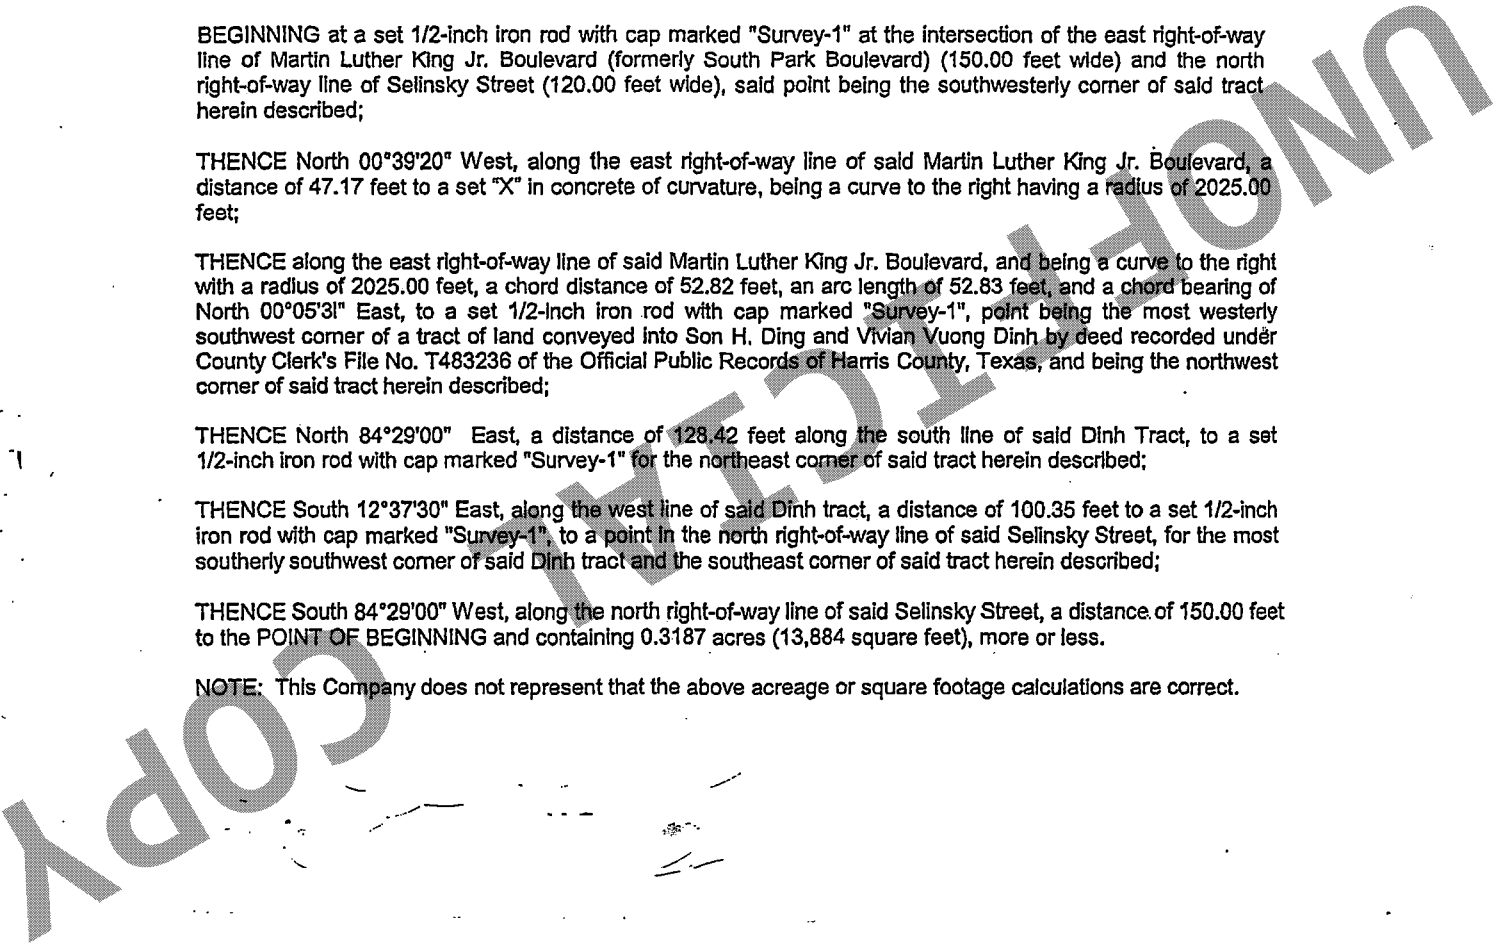 BEGINNING at a set 1/2-inch iron rod with cap marked "Survey-1" at the intersection of the east right-of-way
line of Martin Luther King Jr. Boulevard (formerly South Park Boulevard) (150.00 feet wide) and the north
right-of-way line of Selinsky Street (120.00 feet wide), said point being the southwesterly corner of said tract
herein described;
THENCE North 00°39'20" West, along the east right-of-way line of said Martin Luther King Jr. Boulevard, a
distance of 47.17 feet to a set "X" in concrete of curvature, being a curve to the right having a radius of 2025.00
feet;
THENCE along the east right-of-way line of said Martin Luther King Jr. Boulevard, and being a curve to the right
with a radius of 2025.00 feet, a chord distance of 52.82 feet, an arc length of 52.83 feet, and a chord bearing of
North 00°05'3l" East, to a set 1/2-inch iron rod with cap marked "Survey-1", point being the most westerly
southwest corner of a tract of land conveyed into Son H. Ding and Vivian Vuong Dinh by deed recorded under
County Clerk's File No. T483236 of the Official Public Records of Harris County, Texas, and being the northwest
corner of said tract herein described;
THENCE North 84°29'00" East, a distance of 128.42 feet along the south line of said Dinh Tract, to a set
1/2-inch iron rod with cap marked "Survey-1" for the northeast corner of said tract herein described;
THENCE South 12°37'30" East, along the west line of said Dinh tract, a distance of 100.35 feet to a set 1/2-inch
iron rod with cap marked "Survey-1", to a point in the north right-of-way line of said Selinsky Street, for the most
southerly southwest corner of said Dinh tract and the southeast corner of said tract herein described;
THENCE South 84°29'00" West, along the north right-of-way line of said Selinsky Street, a distance of 150.00 feet
to the POINT OF BEGINNING and containing 0.3187 acres (13,884 square feet), more or less.
NOTE: This Company does not represent that the above acreage or square footage calculations are correct.
UNOFFICIAL COPY